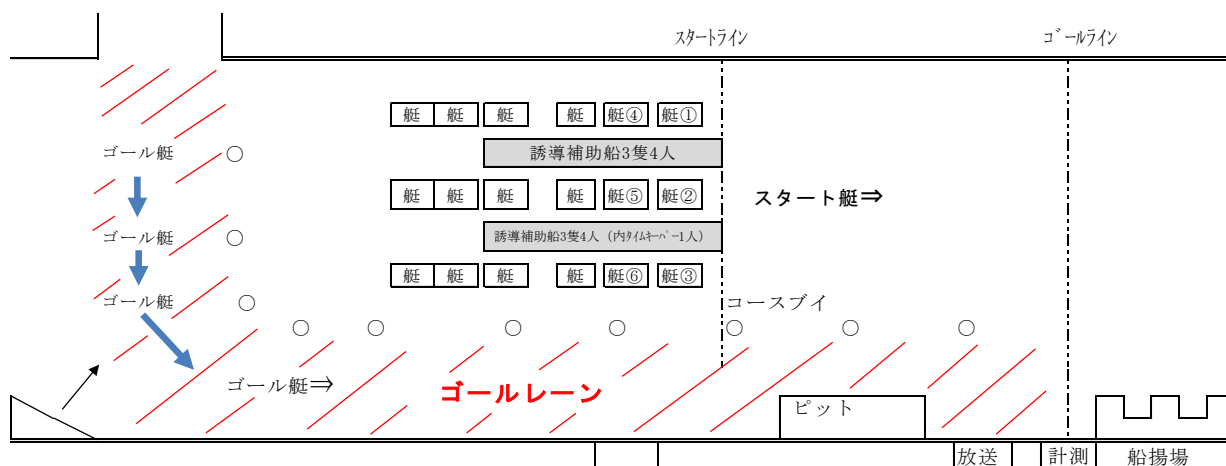 スタートライン
ゴールライン
艇 艇 艇 艇 艇④ 艇①
ゴール艇
誘導補助船3隻4人
艇 艇 艇 艇 艇⑤ 艇②
スタート艇⇒
ゴール艇
誘導補助船3隻4人(内タイムキーパー1人)
艇 艇 艇 艇 艇⑥ 艇③
ゴール艇
コースブイ
ゴール艇⇒
ゴールレーン
ピット
放送
計測
船揚場